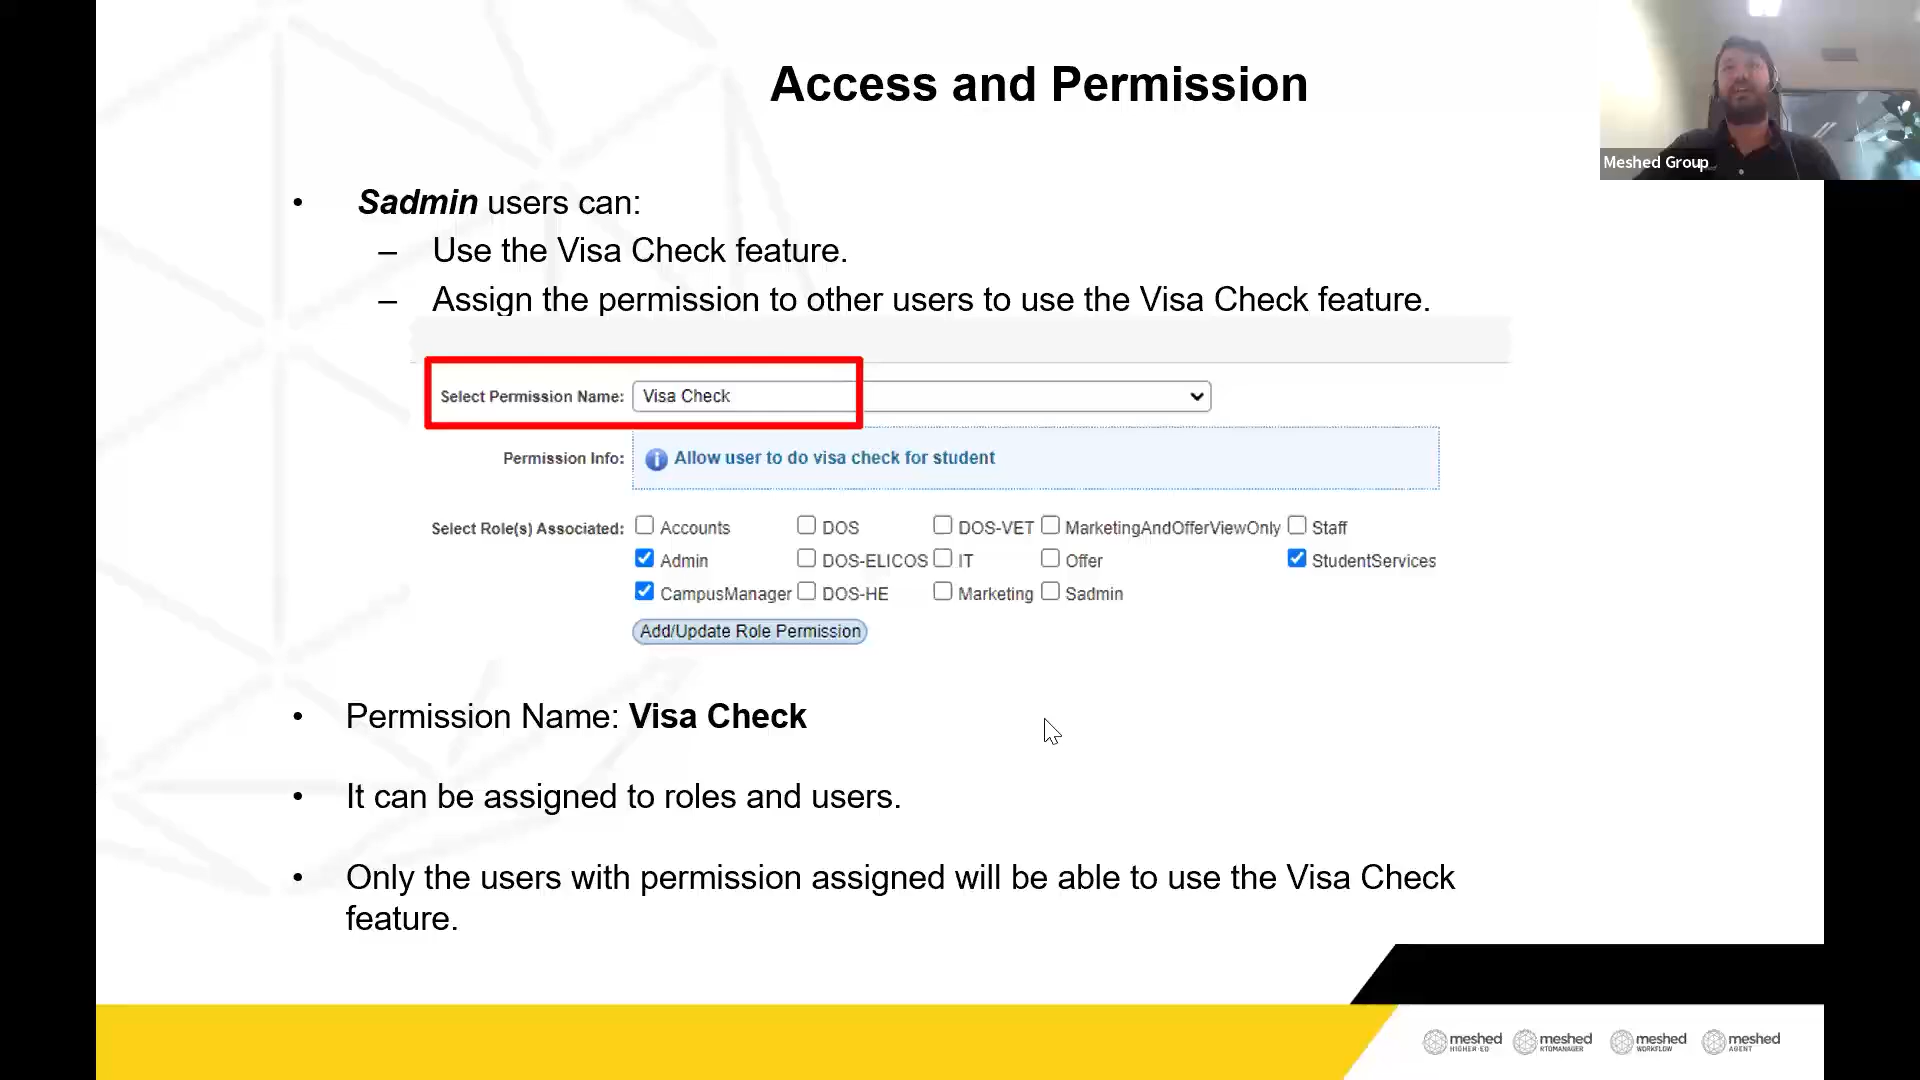 Access and Permission
Meshed Group
• Sadmin users can:
– Use the Visa Check feature.
– Assign the permission to other users to use the Visa Check feature.
Select Permission Name: Visa Check
Permission Info: Allow user to do visa check for student
Select Role(s) Associated: Accounts DOS DOS-VET MarketingAndOfferViewOnly Staff
Admin DOS-ELICOS IT Offer StudentServices
CampusManager DOS-HE Marketing Sadmin
Add/Update Role Permission
• Permission Name: Visa Check
• It can be assigned to roles and users.
• Only the users with permission assigned will be able to use the Visa Check
feature.
meshed HIGHER-ED meshed RTOMANAGER meshed WORKFLOW meshed AGENT